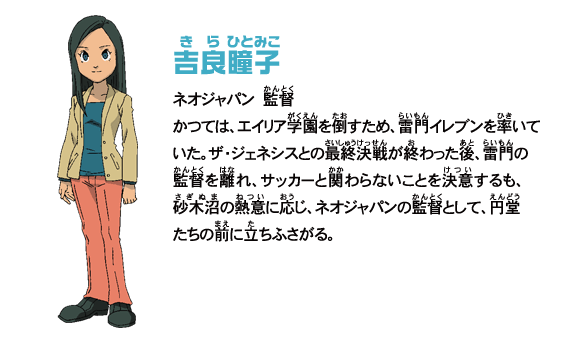 きらひとみこ
吉良瞳子
ネオジャパン 監督
かつては、エイリア学園を倒すため、雷門イレブンを率いて
いた。ザ・ジェネシスとの最終決戦が終わった後、雷門の
監督を離れ、サッカーと関わらないことを決意するも、
砂木沼の熱意に応じ、ネオジャパンの監督として、円堂
たちの前に立ちふさがる。